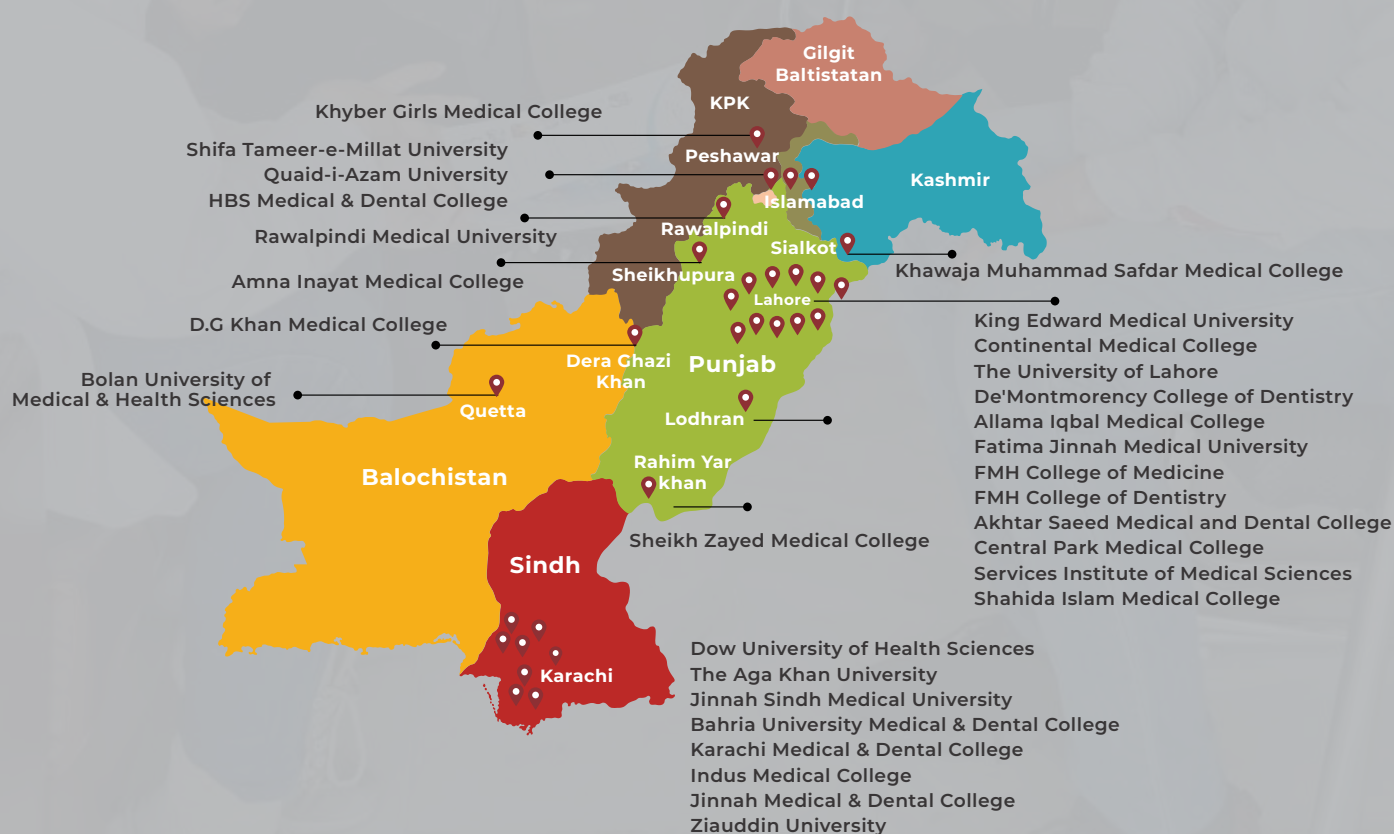 Gilgit
Baltistatan
KPK
Khyber Girls Medical College
Peshawar
Shifa Tameer-e-Millat University
Quaid-i-Azam University
HBS Medical & Dental College
Kashmir
Islamabad
Rawalpindi
Rawalpindi Medical University
Sialkot
Khawaja Muhammad Safdar Medical College
Sheikhupura
Amna Inayat Medical College
Lahore
King Edward Medical University
Continental Medical College
The University of Lahore
De'Montmorency College of Dentistry
Allama Iqbal Medical College
Fatima Jinnah Medical University
FMH College of Medicine
FMH College of Dentistry
Akhtar Saeed Medical and Dental College
Central Park Medical College
Services Institute of Medical Sciences
Shahida Islam Medical College
D.G Khan Medical College
Dera Ghazi
Khan
Punjab
Bolan University of
Medical & Health Sciences
Quetta
Lodhran
Balochistan
Rahim Yar
khan
Sheikh Zayed Medical College
Sindh
Karachi
Dow University of Health Sciences
The Aga Khan University
Jinnah Sindh Medical University
Bahria University Medical & Dental College
Karachi Medical & Dental College
Indus Medical College
Jinnah Medical & Dental College
Ziauddin University